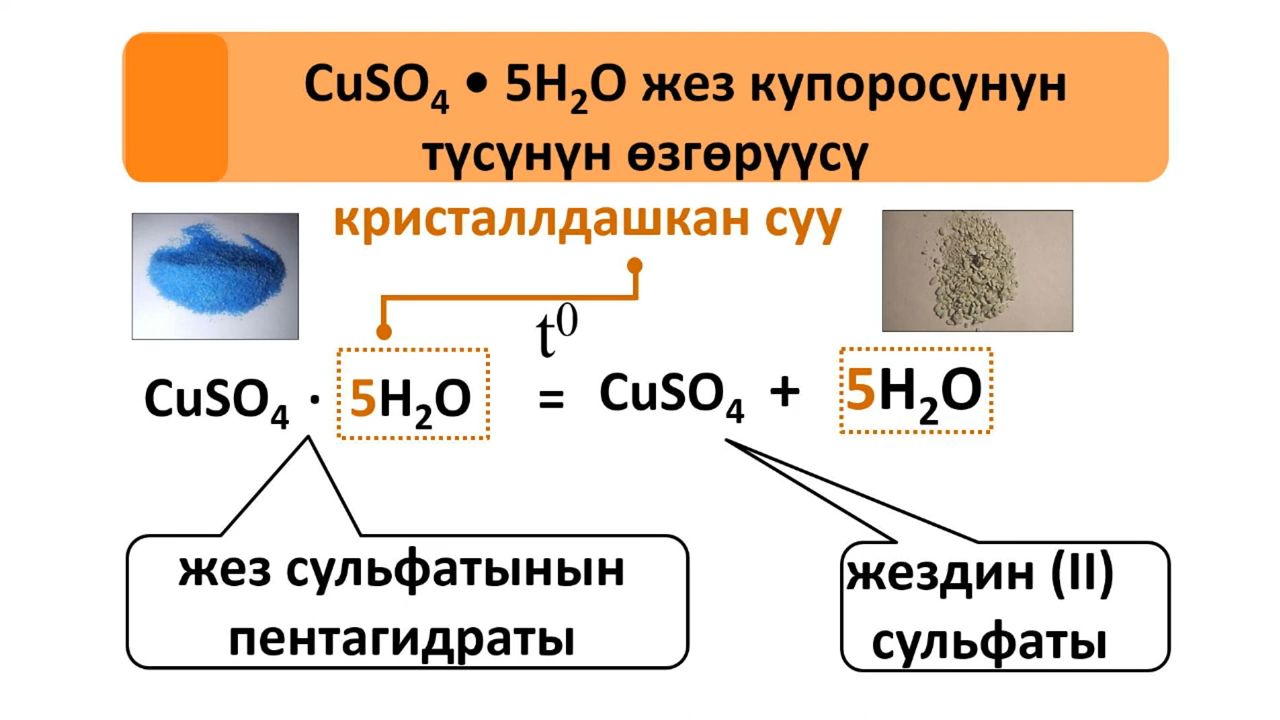 CuSO₄ • 5H₂O жез купоросунун
түсүнүн өзгөрүүсү
кристаллдашкан суу
t⁰
CuSO₄ · 5H₂O = CuSO₄ + 5H₂O
жез сульфатынын
пентагидраты
жездин (II)
сульфаты